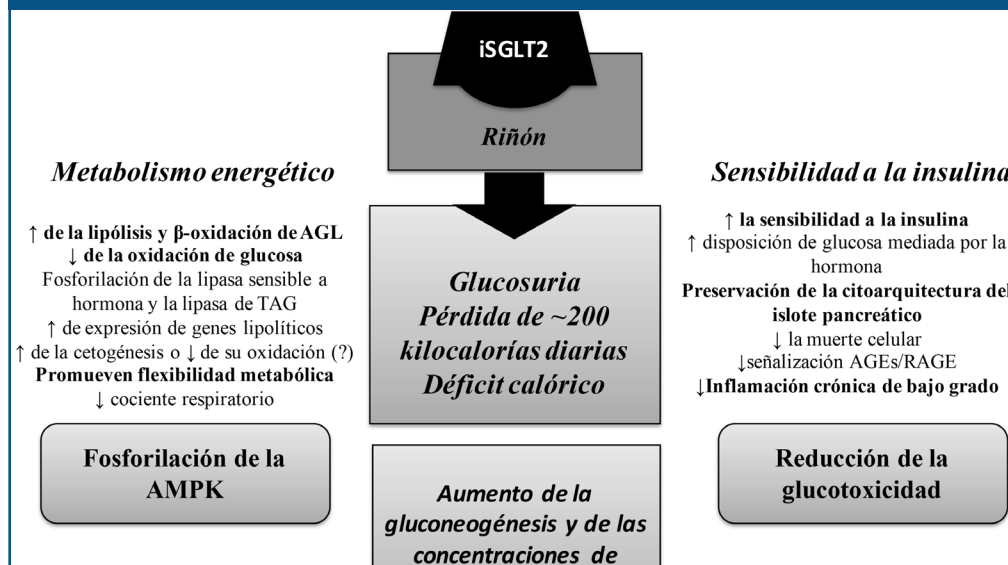 iSGLT2
Riñón
Metabolismo energético
↑ de la lipólisis y β-oxidación de AGL
↓ de la oxidación de glucosa
Fosforilación de la lipasa sensible a
hormona y la lipasa de TAG
↑ de expresión de genes lipolíticos
↑ de la cetogénesis o ↓ de su oxidación (?)
Promueven flexibilidad metabólica
↓ cociente respiratorio
Fosforilación de la
AMPK
Glucosuria
Pérdida de ~200
kilocalorías diarias
Déficit calórico
Aumento de la
gluconeogénesis y de las
concentraciones de
Sensibilidad a la insulina
↑ la sensibilidad a la insulina
↑ disposición de glucosa mediada por la
hormona
Preservación de la citoarquitectura del
islote pancreático
↓ la muerte celular
↓señalización AGEs/RAGE
↓Inflamación crónica de bajo grado
Reducción de la
glucotoxicidad